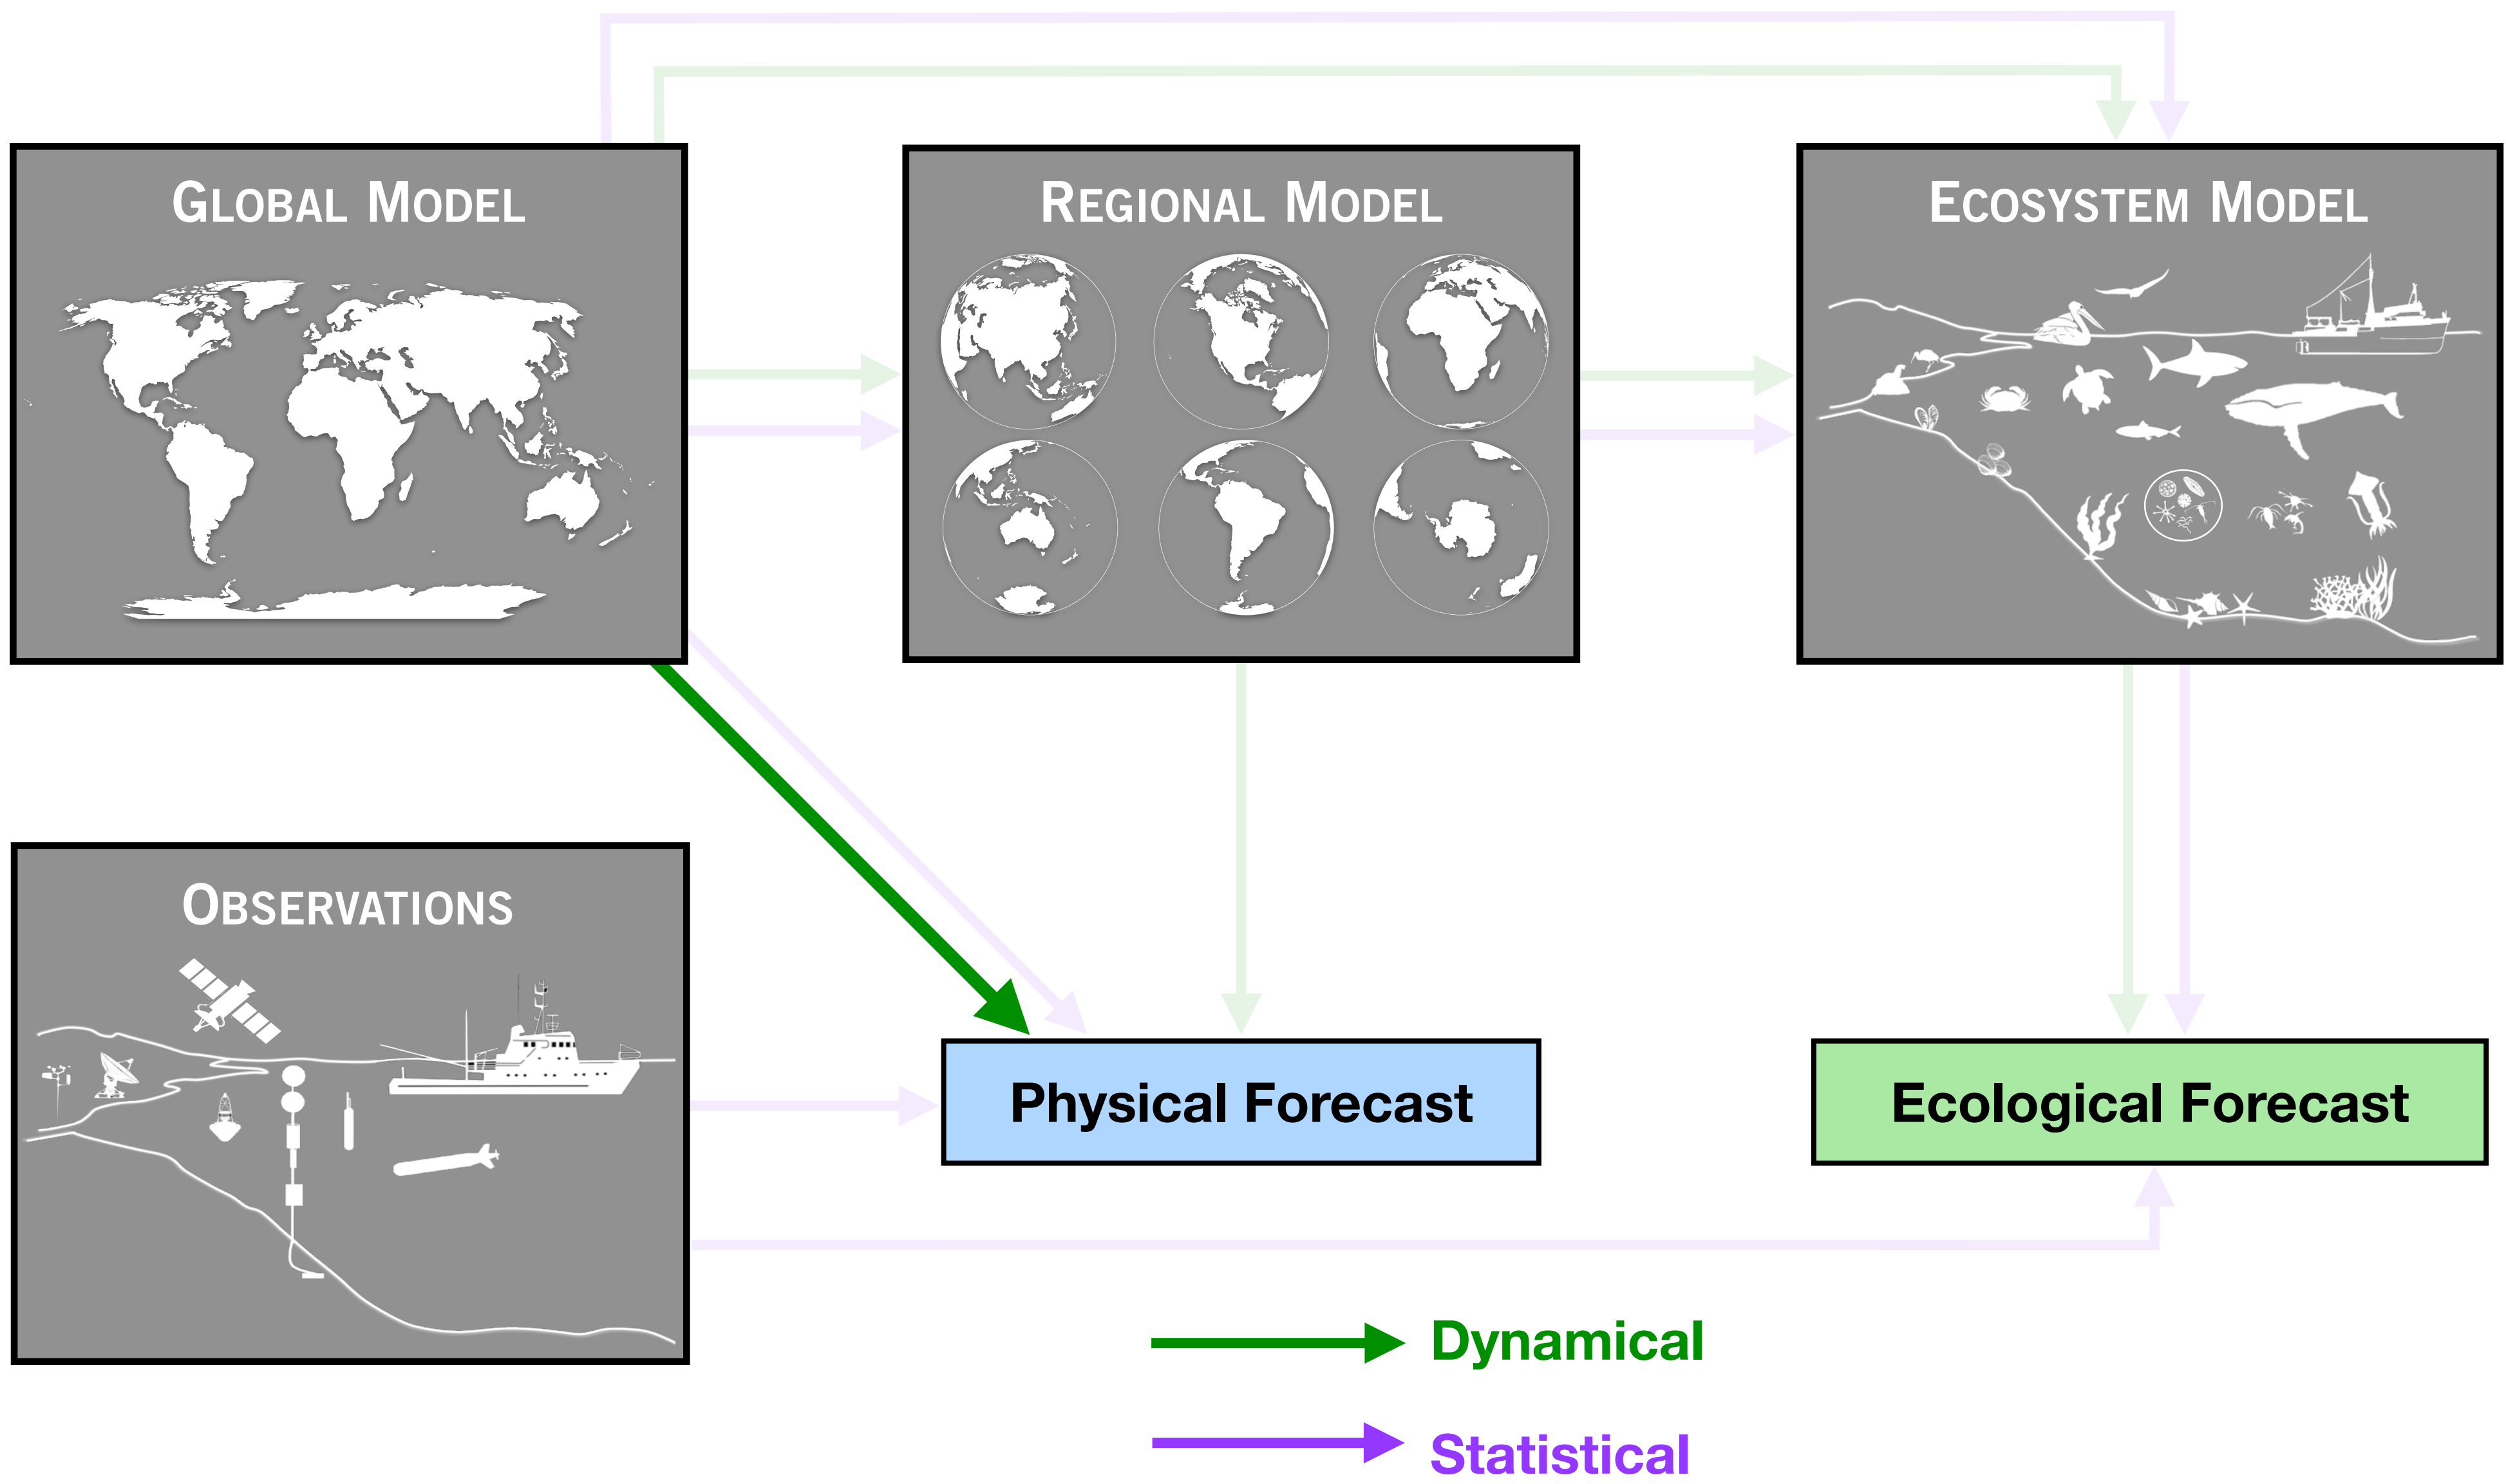 GLOBAL MODEL
REGIONAL MODEL
ECOSYSTEM MODEL
OBSERVATIONS
Physical Forecast
Ecological Forecast
Dynamical
Statistical